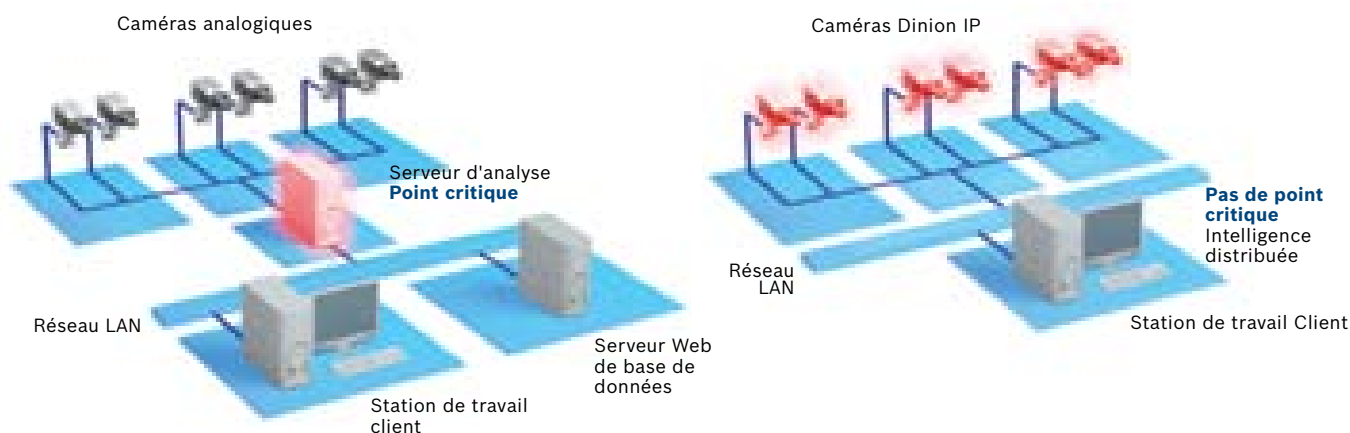 Caméras analogiques
Serveur d'analyse
Point critique
Réseau LAN
Serveur Web
de base de
données
Station de travail
client
Caméras Dinion IP
Pas de point
critique
Intelligence
distribuée
Réseau
LAN
Station de travail Client